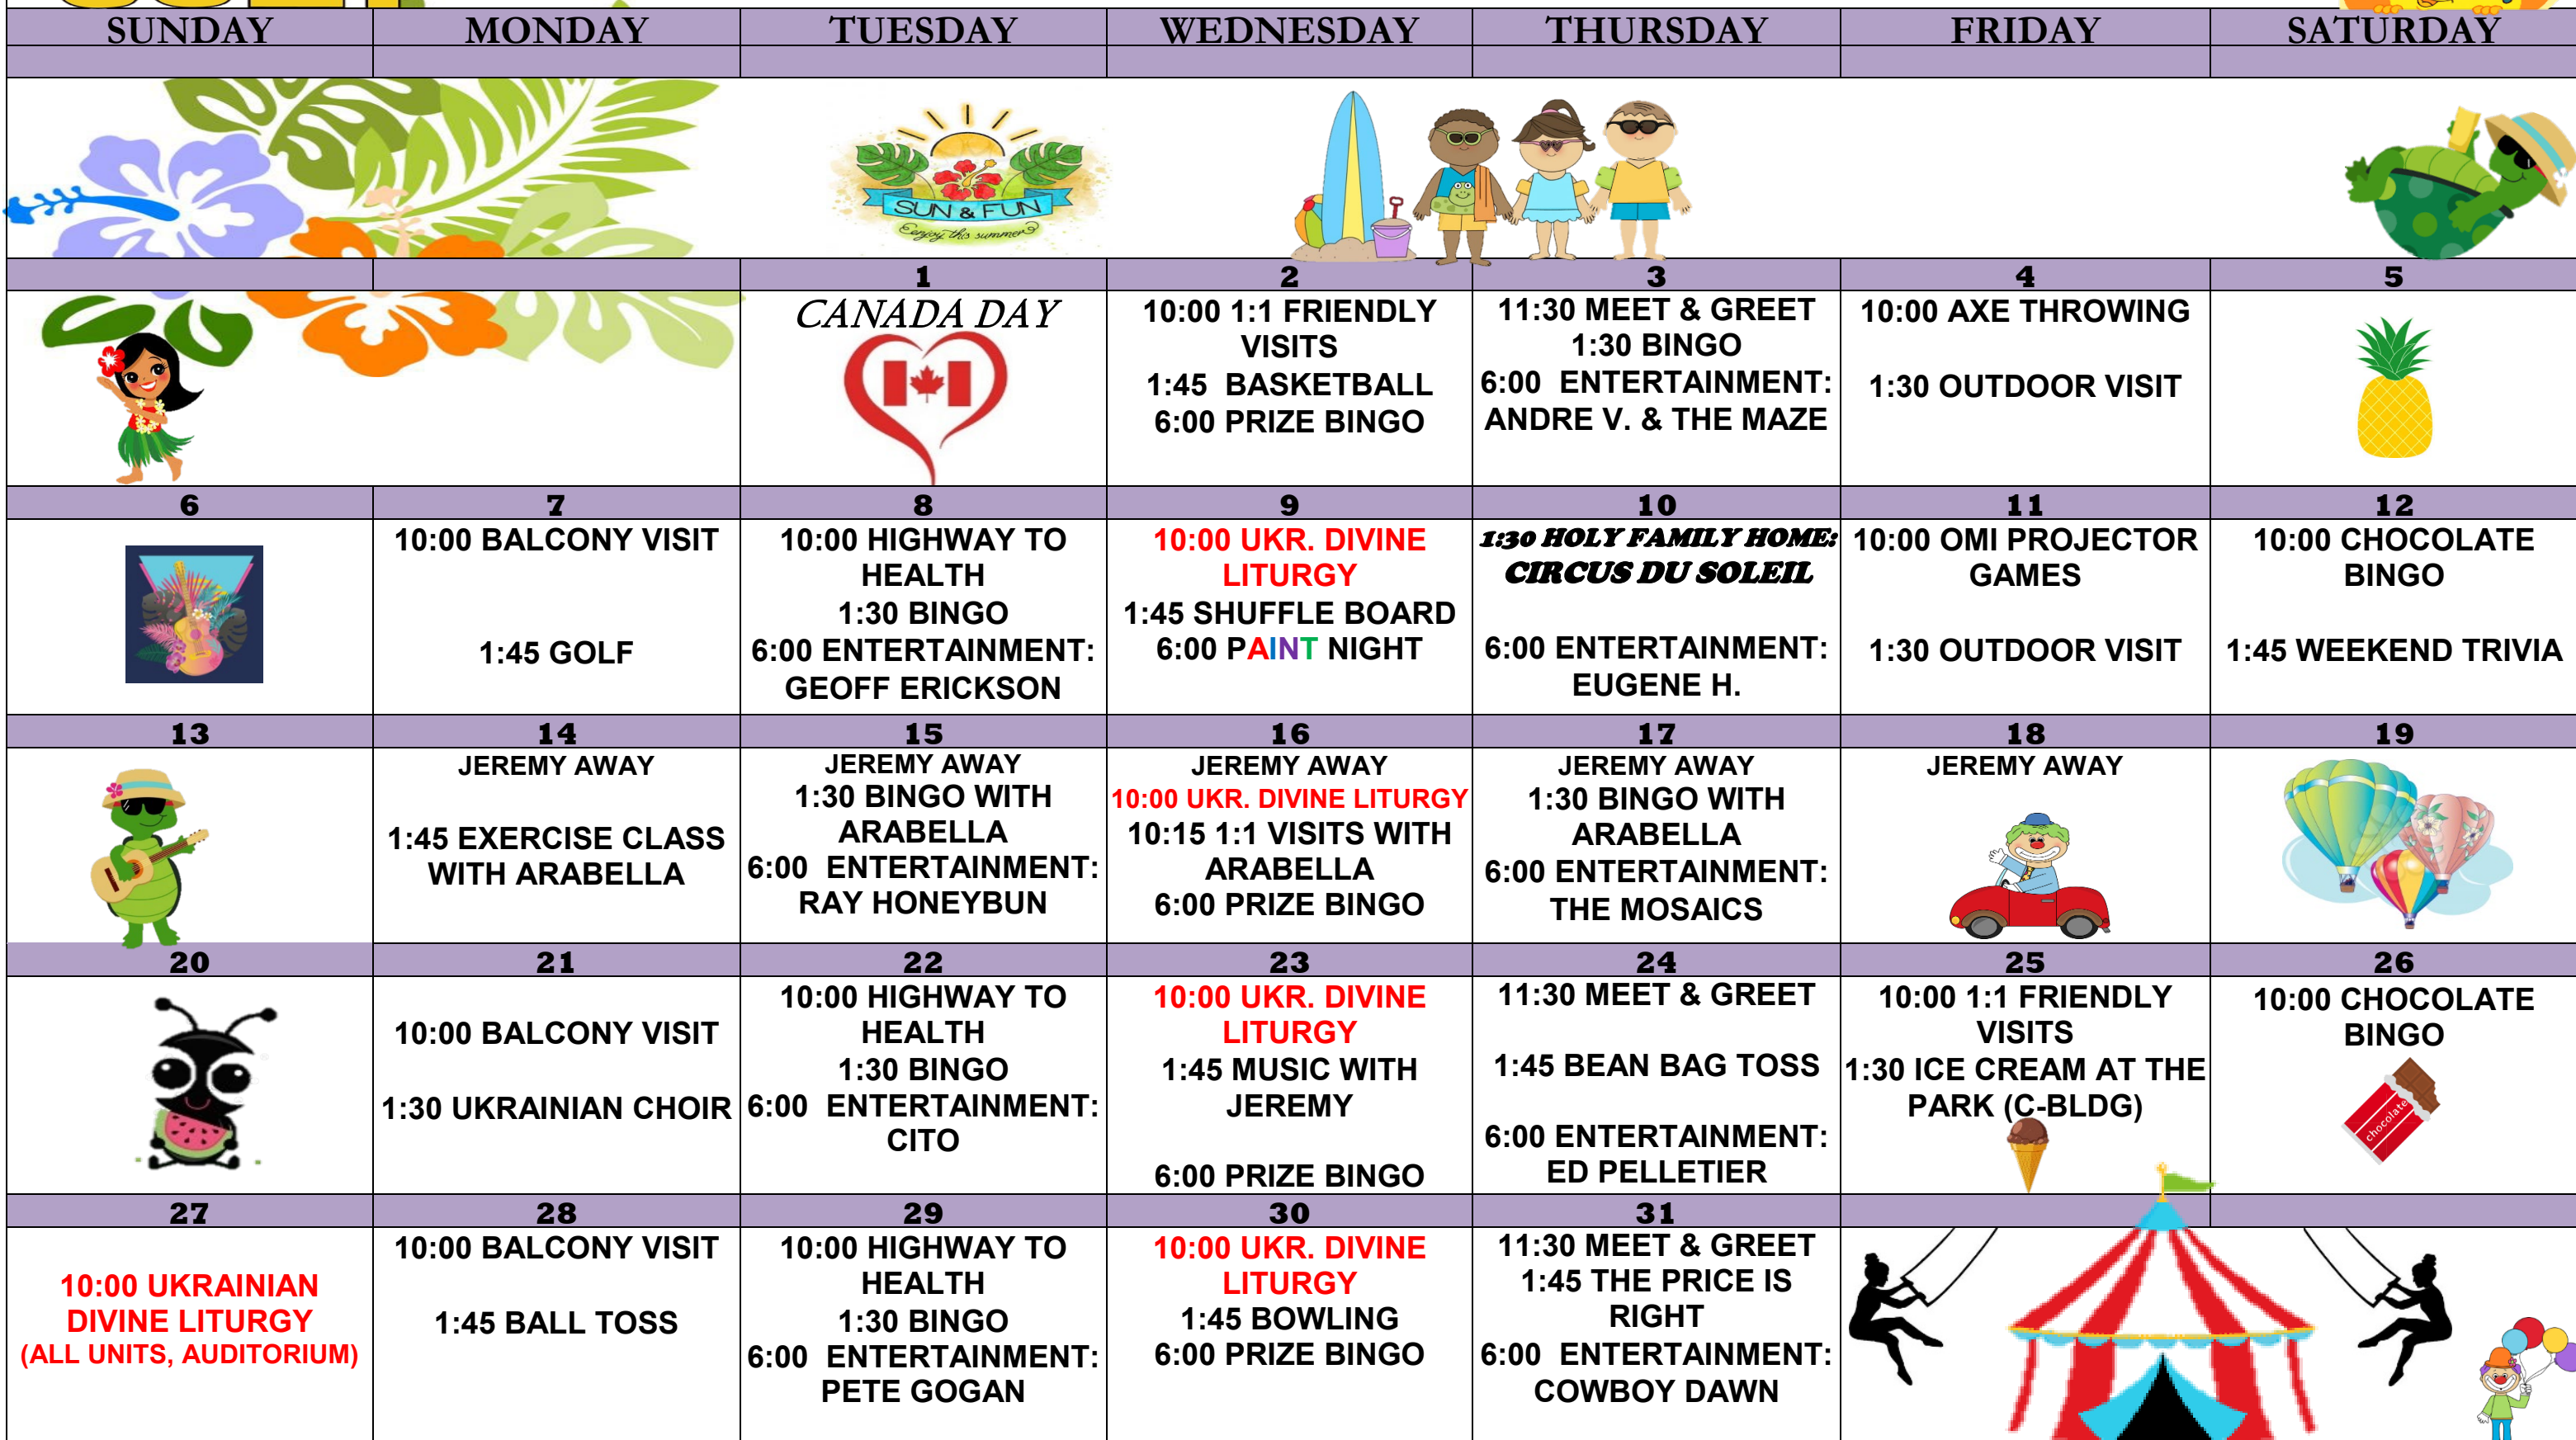 SUNDAY MONDAY TUESDAY WEDNESDAY THURSDAY FRIDAY SATURDAY
SUN & FUN
Enjoy this summer
1 2 3 4 5
CANADA DAY
10:00 1:1 FRIENDLY
VISITS
1:45 BASKETBALL
6:00 PRIZE BINGO
11:30 MEET & GREET
1:30 BINGO
6:00 ENTERTAINMENT:
ANDRE V. & THE MAZE
10:00 AXE THROWING
1:30 OUTDOOR VISIT
6 7 8 9 10 11 12
10:00 BALCONY VISIT
1:45 GOLF
10:00 HIGHWAY TO
HEALTH
1:30 BINGO
6:00 ENTERTAINMENT:
GEOFF ERICKSON
10:00 UKR. DIVINE
LITURGY
1:45 SHUFFLE BOARD
6:00 PAINT NIGHT
1:30 HOLY FAMILY HOME:
CIRCUS DU SOLEIL
6:00 ENTERTAINMENT:
EUGENE H.
10:00 OMI PROJECTOR
GAMES
1:30 OUTDOOR VISIT
10:00 CHOCOLATE
BINGO
1:45 WEEKEND TRIVIA
13 14 15 16 17 18 19
JEREMY AWAY
1:45 EXERCISE CLASS
WITH ARABELLA
JEREMY AWAY
1:30 BINGO WITH
ARABELLA
6:00 ENTERTAINMENT:
RAY HONEYBUN
JEREMY AWAY
10:00 UKR. DIVINE LITURGY
10:15 1:1 VISITS WITH
ARABELLA
6:00 PRIZE BINGO
JEREMY AWAY
1:30 BINGO WITH
ARABELLA
6:00 ENTERTAINMENT:
THE MOSAICS
JEREMY AWAY
20 21 22 23 24 25 26
10:00 BALCONY VISIT
1:30 UKRAINIAN CHOIR
10:00 HIGHWAY TO
HEALTH
1:30 BINGO
6:00 ENTERTAINMENT:
CITO
10:00 UKR. DIVINE
LITURGY
1:45 MUSIC WITH
JEREMY
6:00 PRIZE BINGO
11:30 MEET & GREET
1:45 BEAN BAG TOSS
6:00 ENTERTAINMENT:
ED PELLETIER
10:00 1:1 FRIENDLY
VISITS
1:30 ICE CREAM AT THE
PARK (C-BLDG)
10:00 CHOCOLATE
BINGO
chocolate
27 28 29 30 31
10:00 UKRAINIAN
DIVINE LITURGY
(ALL UNITS, AUDITORIUM)
10:00 BALCONY VISIT
1:45 BALL TOSS
10:00 HIGHWAY TO
HEALTH
1:30 BINGO
6:00 ENTERTAINMENT:
PETE GOGAN
10:00 UKR. DIVINE
LITURGY
1:45 BOWLING
6:00 PRIZE BINGO
11:30 MEET & GREET
1:45 THE PRICE IS
RIGHT
6:00 ENTERTAINMENT:
COWBOY DAWN